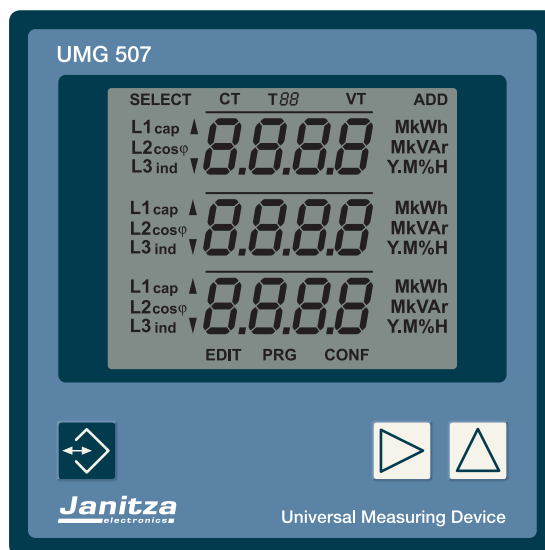 UMG 507
SELECT CT T88 VT ADD
L1 cap MkWh
L2 cosφ 8.8.8.8 MkVAr
L3 ind Y.M%H
L1 cap MkWh
L2 cosφ 8.8.8.8 MkVAr
L3 ind Y.M%H
L1 cap MkWh
L2 cosφ 8.8.8.8 MkVAr
L3 ind Y.M%H
EDIT PRG CONF
Janitza
electronics
Universal Measuring Device